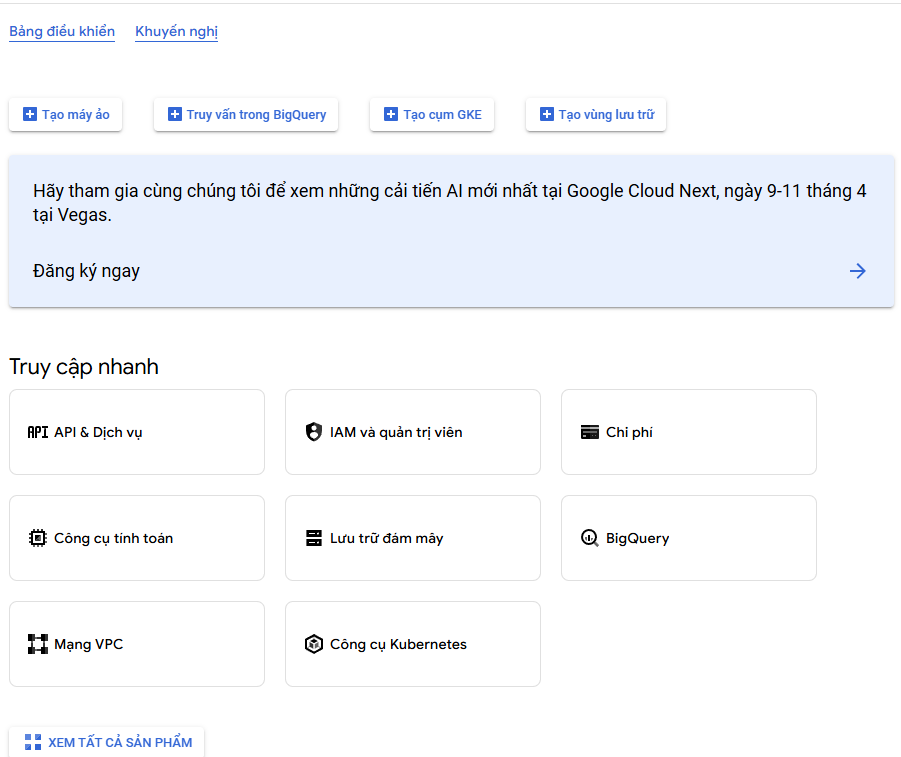 Bảng điều khiển Khuyến nghị
Tạo máy ảo Truy vấn trong BigQuery Tạo cụm GKE Tạo vùng lưu trữ
Hãy tham gia cùng chúng tôi để xem những cải tiến AI mới nhất tại Google Cloud Next, ngày 9-11 tháng 4
tại Vegas.
Đăng ký ngay
Truy cập nhanh
API API & Dịch vụ IAM và quản trị viên Chi phí
Công cụ tính toán Lưu trữ đám mây BigQuery
Mạng VPC Công cụ Kubernetes
XEM TẤT CẢ SẢN PHẨM